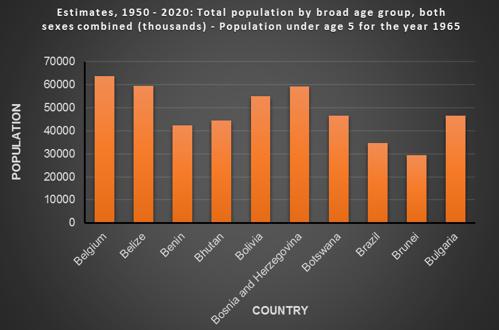 Estimates, 1950 - 2020: Total population by broad age group, both
sexes combined (thousands) - Population under age 5 for the year 1965
POPULATION
70000
60000
50000
40000
30000
20000
10000
0
Belgium
Belize
Benin
Bhutan
Bolivia
Bosnia and Herzegovina
Botswana
Brazil
Brunei
Bulgaria
COUNTRY